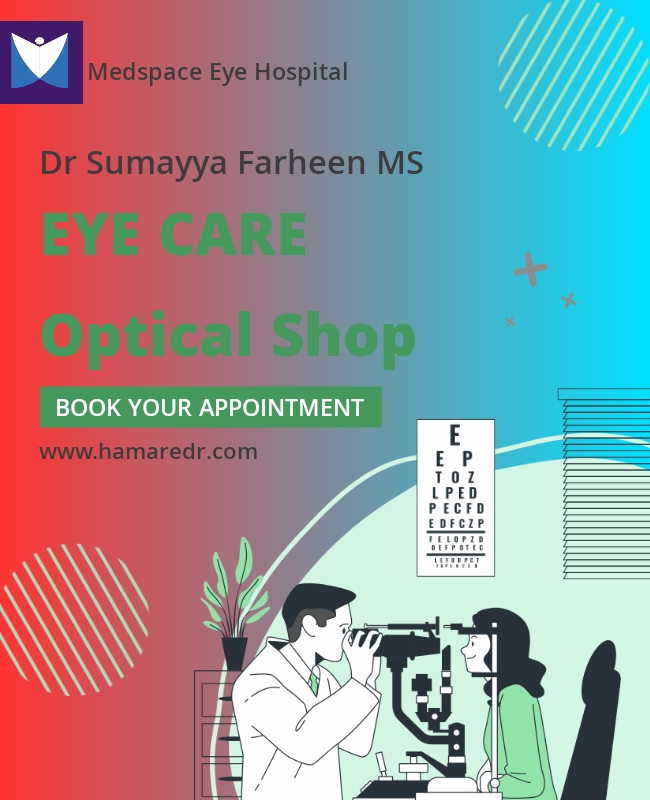 Medspace Eye Hospital
Dr Sumayya Farheen MS
EYE CARE
Optical Shop
BOOK YOUR APPOINTMENT
www.hamaredr.com
E
E P
T O Z
L P E D
P E C F D
E D F C Z P
F E L O P Z D
D E F P O T E C
L E F O D P C T